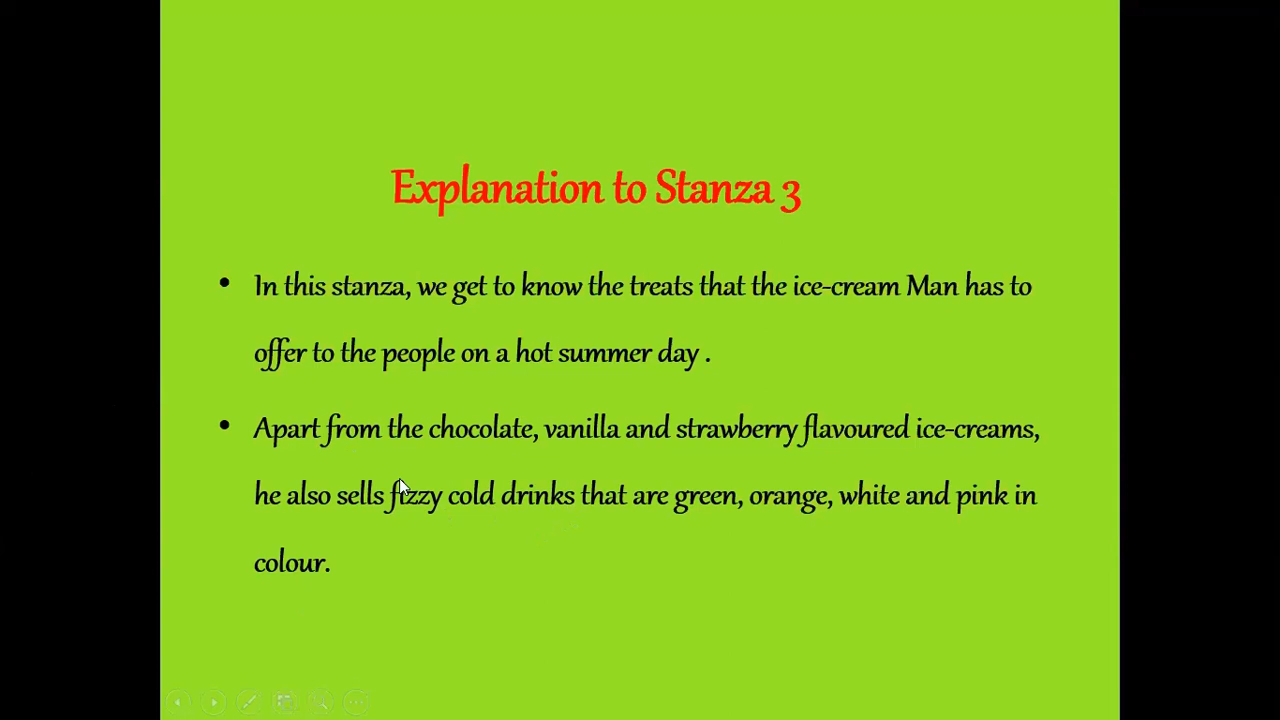 Explanation to Stanza 3
• In this stanza, we get to know the treats that the ice-cream Man has to
offer to the people on a hot summer day .
• Apart from the chocolate, vanilla and strawberry flavoured ice-creams,
he also sells fizzy cold drinks that are green, orange, white and pink in
colour.